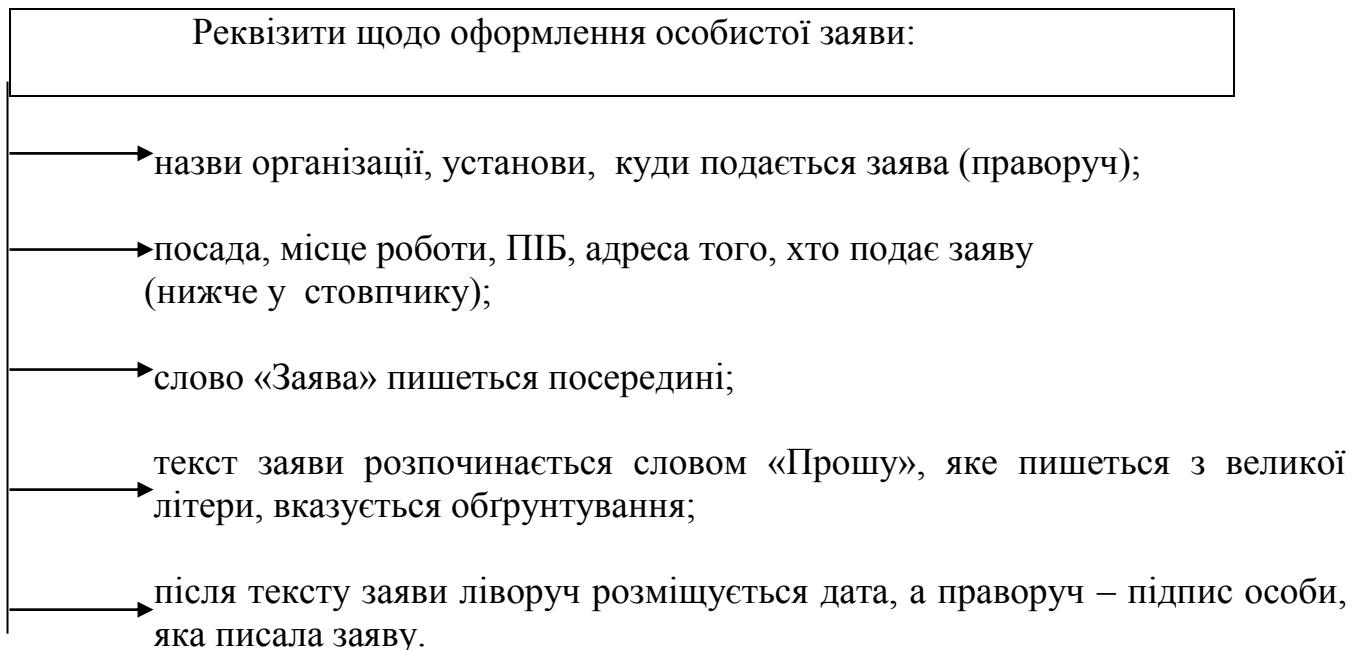 Реквізити щодо оформлення особистої заяви:
назви організації, установи, куди подається заява (праворуч);
посада, місце роботи, ПІБ, адреса того, хто подає заяву
(нижче у стовпчику);
слово «Заява» пишеться посередині;
текст заяви розпочинається словом «Прошу», яке пишеться з великої
літери, вказується обґрунтування;
після тексту заяви ліворуч розміщується дата, а праворуч – підпис особи,
яка писала заяву.